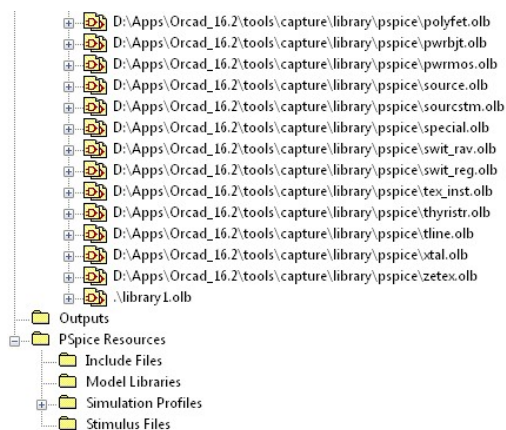 D:\Apps\Orcad_16.2\tools\capture\library\pspice\polyfet.olb
D:\Apps\Orcad_16.2\tools\capture\library\pspice\pwrbjt.olb
D:\Apps\Orcad_16.2\tools\capture\library\pspice\pwrmos.olb
D:\Apps\Orcad_16.2\tools\capture\library\pspice\source.olb
D:\Apps\Orcad_16.2\tools\capture\library\pspice\sourcstm.olb
D:\Apps\Orcad_16.2\tools\capture\library\pspice\special.olb
D:\Apps\Orcad_16.2\tools\capture\library\pspice\swit_rav.olb
D:\Apps\Orcad_16.2\tools\capture\library\pspice\swit_reg.olb
D:\Apps\Orcad_16.2\tools\capture\library\pspice\tex_inst.olb
D:\Apps\Orcad_16.2\tools\capture\library\pspice\thyristr.olb
D:\Apps\Orcad_16.2\tools\capture\library\pspice\tline.olb
D:\Apps\Orcad_16.2\tools\capture\library\pspice\xtal.olb
D:\Apps\Orcad_16.2\tools\capture\library\pspice\zetex.olb
.\library1.olb
Outputs
PSpice Resources
Include Files
Model Libraries
Simulation Profiles
Stimulus Files